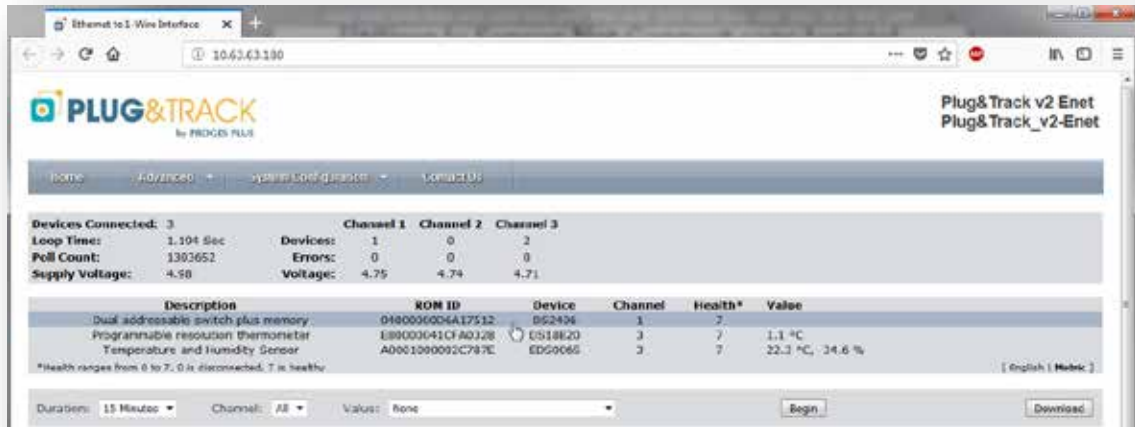 Ethernet to 1-Wire Interface
10.63.63.180
PLUG&TRACK
by PROGES PLUS
Plug&Track v2 Enet
Plug&Track_v2-Enet
Home Advanced System Configuration Contact Us
Devices Connected: 3 Channel 1 Channel 2 Channel 3
Loop Time: 1.104 Sec Devices: 1 0 2
Poll Count: 1303652 Errors: 0 0 0
Supply Voltage: 4.98 Voltage: 4.75 4.74 4.71
Description ROM ID Device Channel Health* Value
Dual addressable switch plus memory DS2406 1 7
Programmable resolution thermometer DS18B20 3 7 1.1 °C
Temperature and Humidity Sensor EDS0065 3 7 22.3 °C, 34.6 %
*Health ranges from 0 to 7, 0 is disconnected, 7 is healthy [ English | Metric ]
Duration: 15 Minutes Channel: All Value: None Begin Download